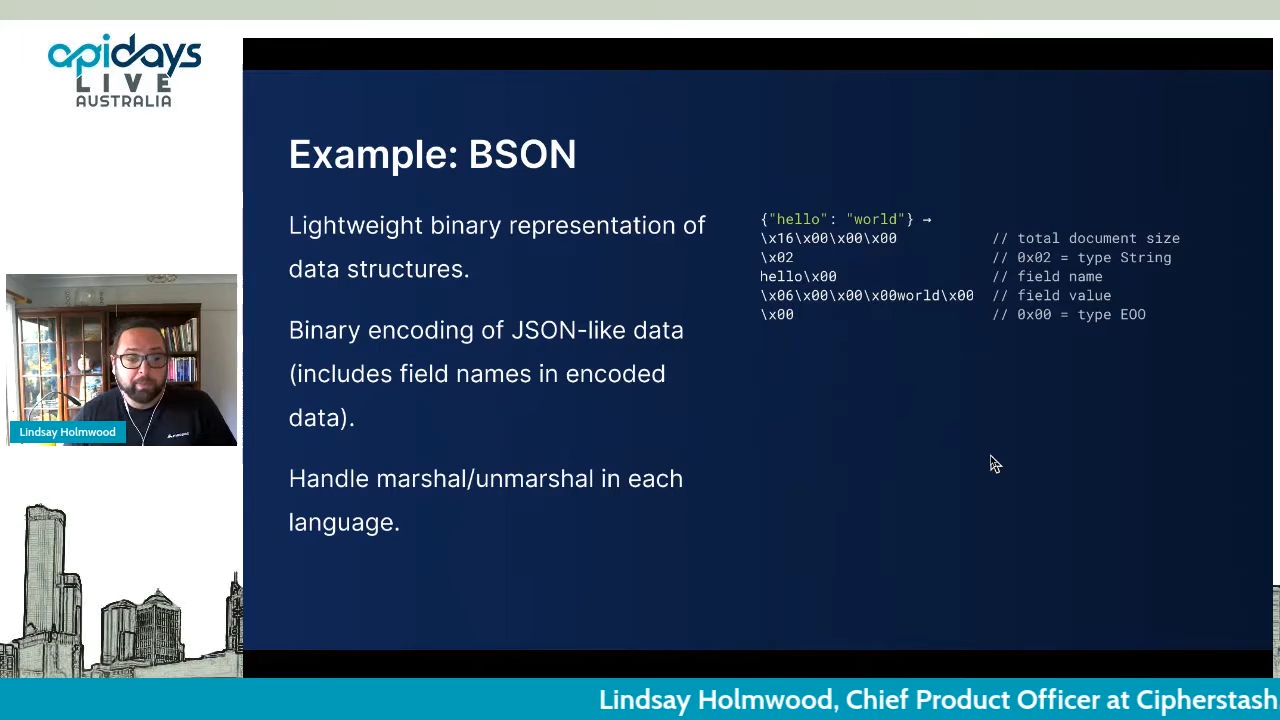 apidays
LIVE
AUSTRALIA
Example: BSON
Lightweight binary representation of
data structures.
Binary encoding of JSON-like data
(includes field names in encoded
data).
Handle marshal/unmarshal in each
language.
{"hello": "world"} →
\x16\x00\x00\x00 // total document size
\x02 // 0x02 = type String
hello\x00 // field name
\x06\x00\x00\x00world\x00 // field value
\x00 // 0x00 = type EOO
Lindsay Holmwood
Lindsay Holmwood, Chief Product Officer at Cipherstash